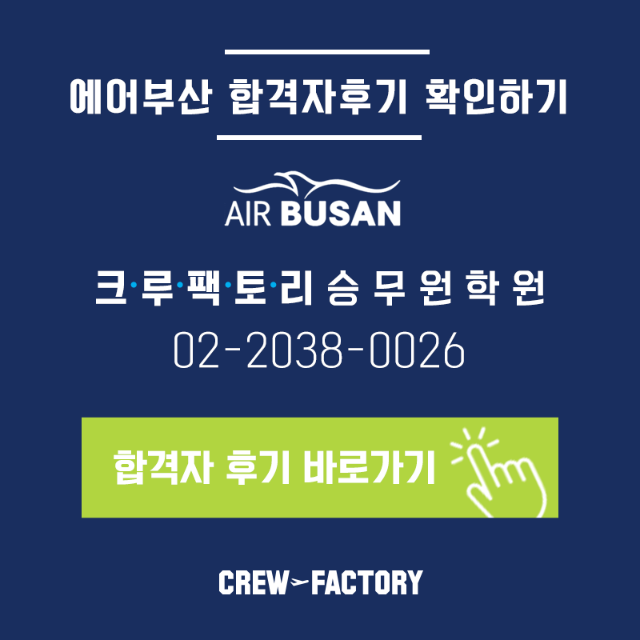 에어부산 합격자후기 확인하기
AIR BUSAN
크·루·팩·토·리 승무원학원
02-2038-0026
합격자 후기 바로가기
CREW FACTORY